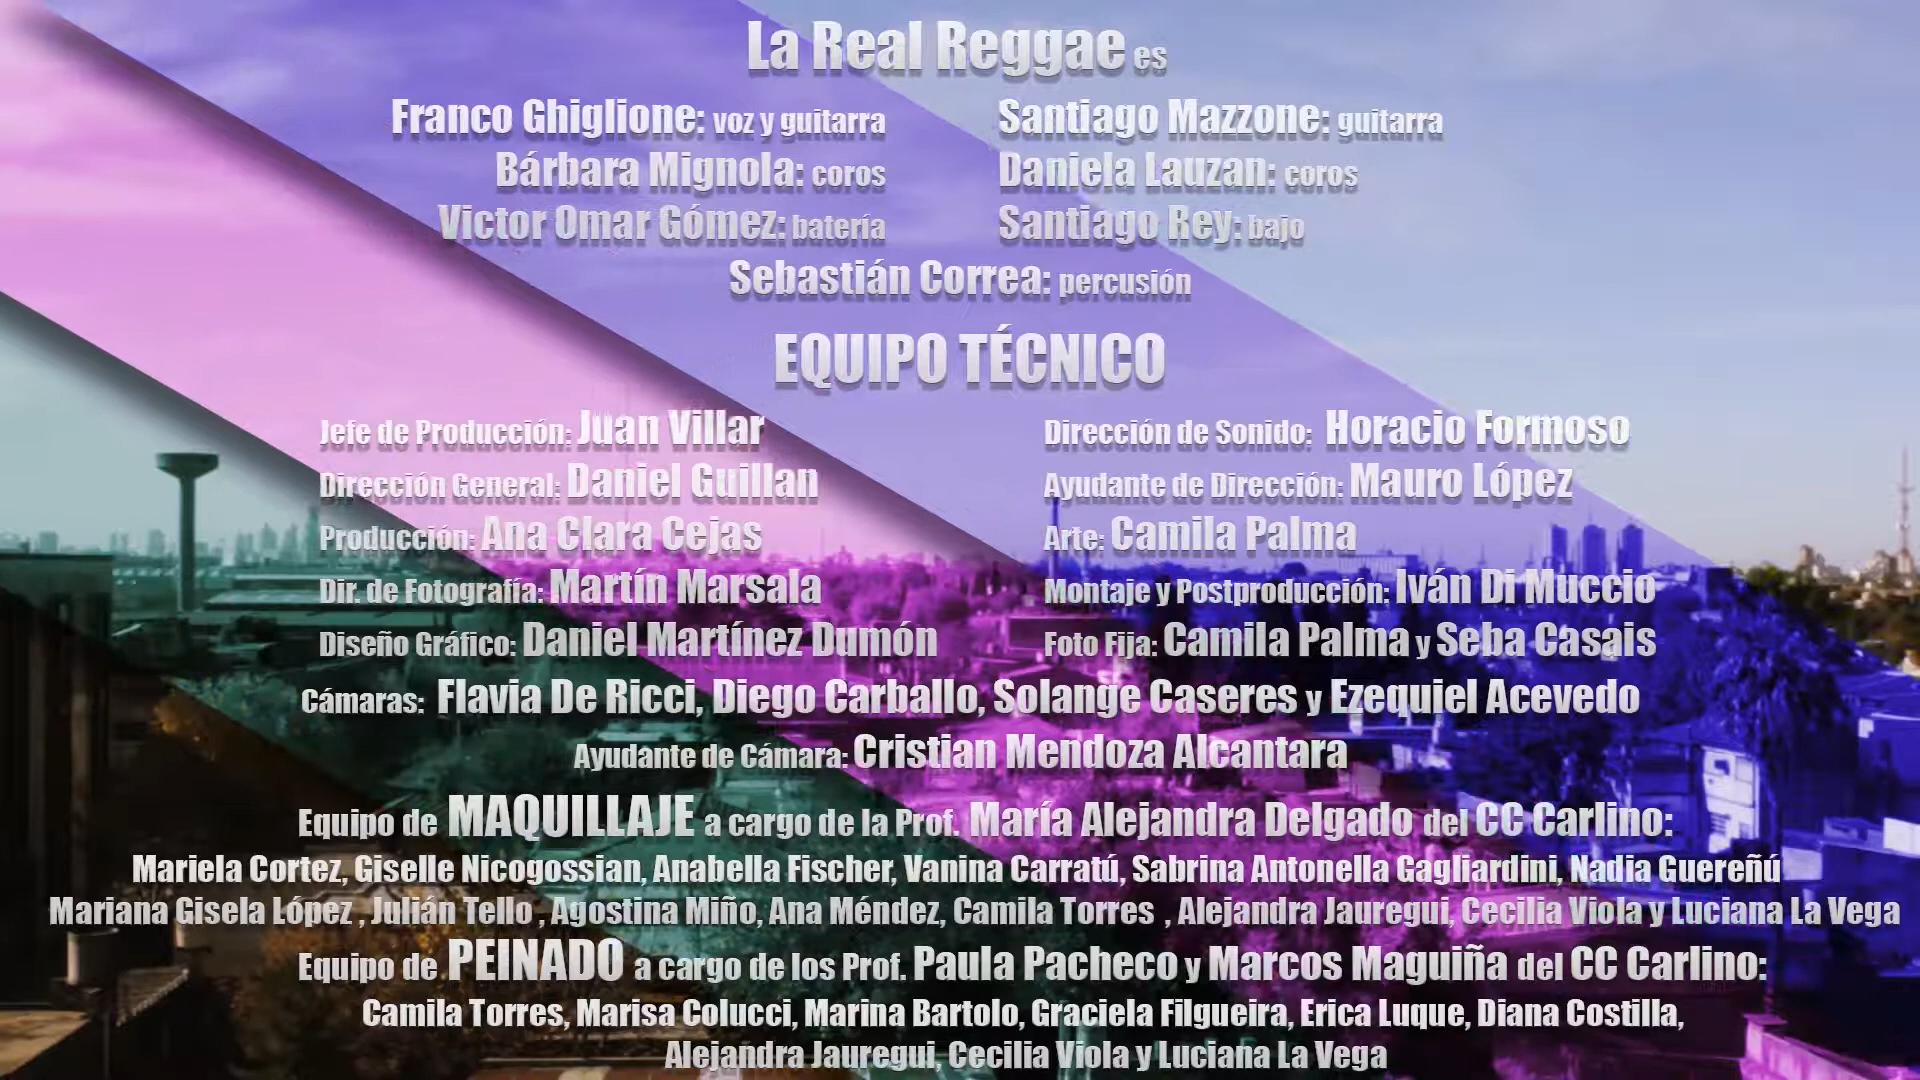 La Real Reggae es
Franco Ghiglione: voz y guitarra
Santiago Mazzone: guitarra
Bárbara Mignola: coros
Daniela Lauzan: coros
Victor Omar Gómez: batería
Santiago Rey: bajo
Sebastián Correa: percusión
EQUIPO TÉCNICO
Jefe de Producción: Juan Villar
Dirección de Sonido: Horacio Formoso
Dirección General: Daniel Guillan
Ayudante de Dirección: Mauro López
Producción: Ana Clara Cejas
Arte: Camila Palma
Dir. de Fotografía: Martín Marsala
Montaje y Postproducción: Iván Di Muccio
Diseño Gráfico: Daniel Martínez Dumón
Foto Fija: Camila Palma y Seba Casais
Cámaras: Flavia De Ricci, Diego Carballo, Solange Caseres y Ezequiel Acevedo
Ayudante de Cámara: Cristian Mendoza Alcantara
Equipo de MAQUILLAJE a cargo de la Prof. María Alejandra Delgado del CC Carlino:
Mariela Cortez, Giselle Nicogossian, Anabella Fischer, Vanina Carratú, Sabrina Antonella Gagliardini, Nadia Guereñú
Mariana Gisela López , Julián Tello , Agostina Miño, Ana Méndez, Camila Torres , Alejandra Jauregui, Cecilia Viola y Luciana La Vega
Equipo de PEINADO a cargo de los Prof. Paula Pacheco y Marcos Maguiña del CC Carlino:
Camila Torres, Marisa Colucci, Marina Bartolo, Graciela Filgueira, Erica Luque, Diana Costilla,
Alejandra Jauregui, Cecilia Viola y Luciana La Vega